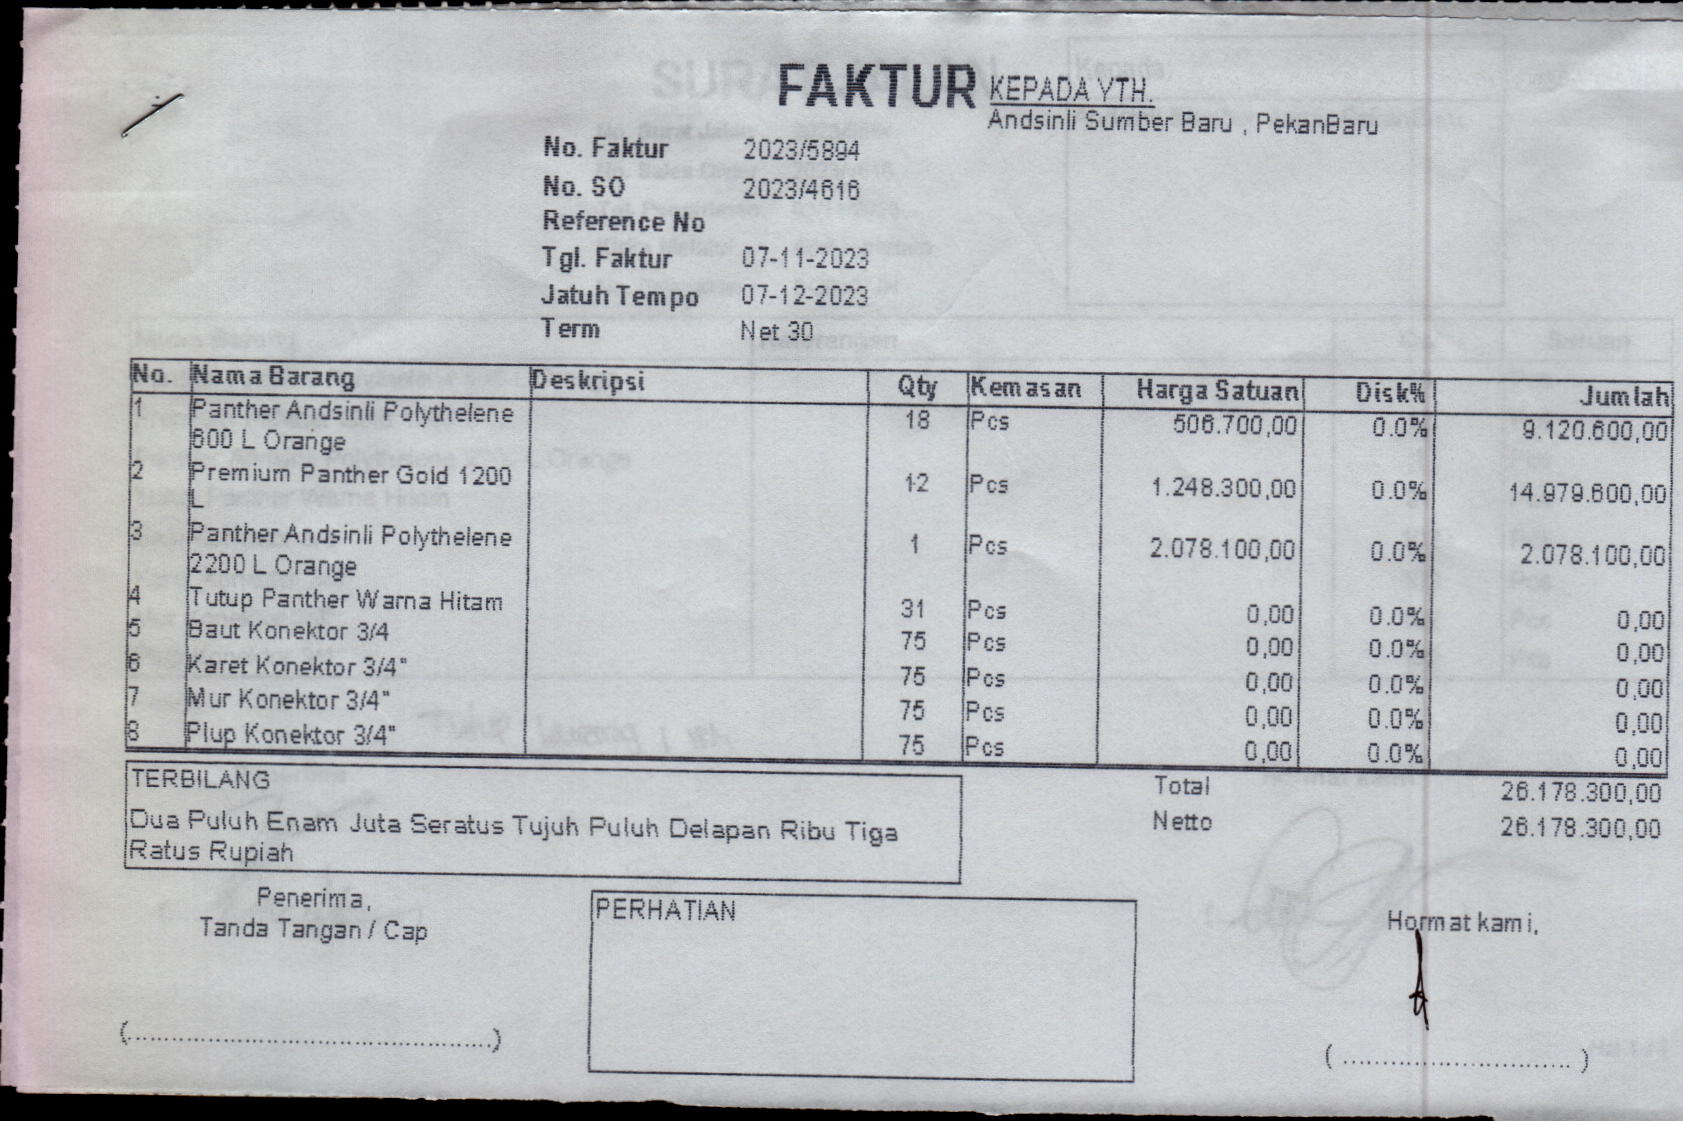 FAKTUR
KEPADA YTH.
Andsinli Sumber Baru , PekanBaru
No. Faktur 2023/5894
No. SO 2023/4616
Reference No
Tgl. Faktur 07-11-2023
Jatuh Tempo 07-12-2023
Term Net 30
No. Nama Barang Deskripsi Qty Kemasan Harga Satuan Disk% Jumlah
1 Panther Andsinli Polythelene 18 Pcs 506.700,00 0.0% 9.120.600,00
600 L Orange
2 Premium Panther Gold 1200 12 Pcs 1.248.300,00 0.0% 14.979.600,00
L
3 Panther Andsinli Polythelene 1 Pcs 2.078.100,00 0.0% 2.078.100,00
2200 L Orange
4 Tutup Panther Warna Hitam 31 Pcs 0,00 0.0% 0,00
5 Baut Konektor 3/4 75 Pcs 0,00 0.0% 0,00
6 Karet Konektor 3/4" 75 Pcs 0,00 0.0% 0,00
7 Mur Konektor 3/4" 75 Pcs 0,00 0.0% 0,00
8 Plup Konektor 3/4" 75 Pcs 0,00 0.0% 0,00
TERBILANG
Dua Puluh Enam Juta Seratus Tujuh Puluh Delapan Ribu Tiga
Ratus Rupiah
Total 26.178.300,00
Netto 26.178.300,00
Penerima,
Tanda Tangan / Cap
PERHATIAN
Hormat kami,
(................................................)
( .............................. )